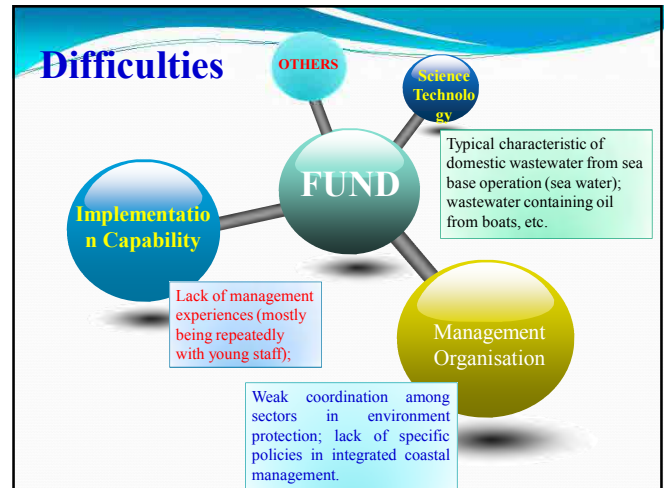 Difficulties
OTHERS
Science
Technolo
gy
Typical characteristic of
domestic wastewater from sea
base operation (sea water);
wastewater containing oil
from boats, etc.
FUND
Implementatio
n Capability
Lack of management
experiences (mostly
being repeatedly
with young staff);
Management
Organisation
Weak coordination among
sectors in environment
protection; lack of specific
policies in integrated coastal
management.